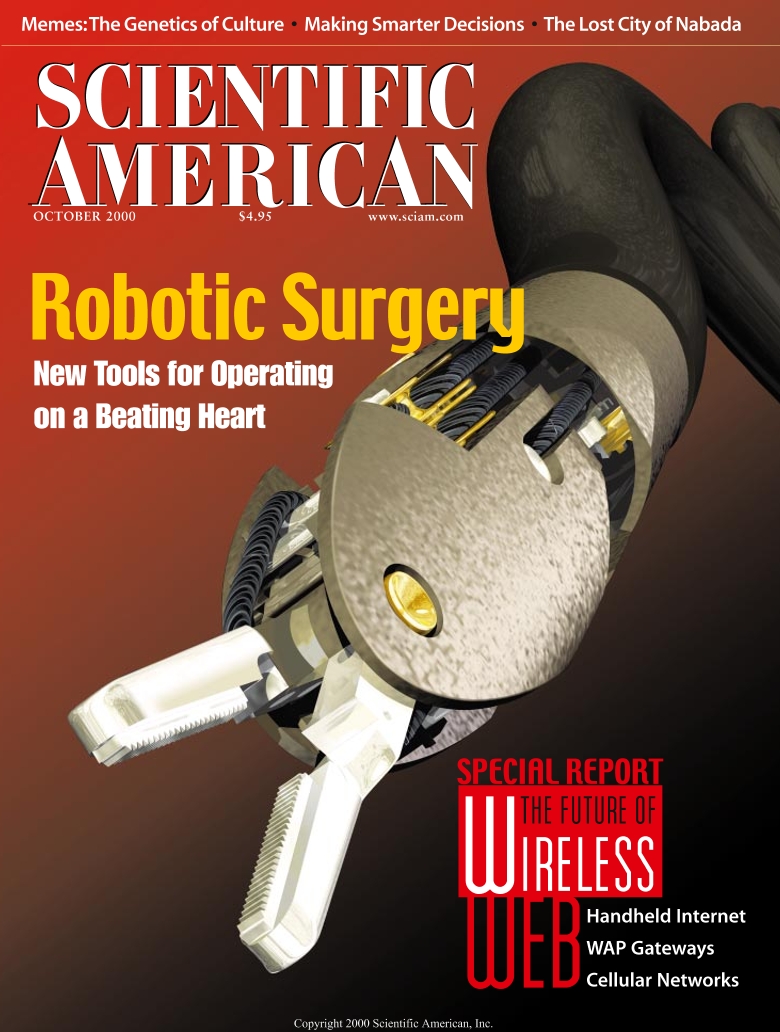 Memes: The Genetics of Culture • Making Smarter Decisions • The Lost City of Nabada
SCIENTIFIC
AMERICAN
OCTOBER 2000 $4.95 www.sciam.com
Robotic Surgery
New Tools for Operating
on a Beating Heart
SPECIAL REPORT
THE FUTURE OF
WIRELESS
WEB
Handheld Internet
WAP Gateways
Cellular Networks
Copyright 2000 Scientific American, Inc.